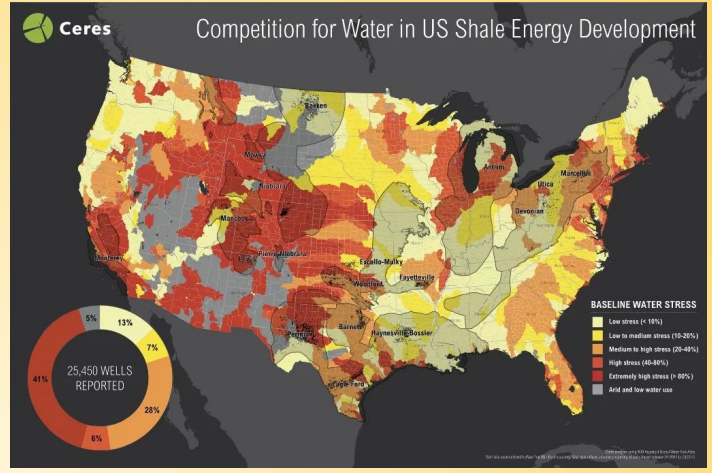 Ceres
Competition for Water in US Shale Energy Development
Bakken
Mowry
Antrim
Niobrara
Marcellus
Utica
Mancos
Devonian
Monterey
Pierre-Niobrara
Excello-Mulky
Woodford
Fayetteville
Barnett
Haynesville-Bossier
Permian
Eagle Ford
BASELINE WATER STRESS
Low stress (< 10%)
Low to medium stress (10-20%)
Medium to high stress (20-40%)
High stress (40-80%)
Extremely high stress (> 80%)
Arid and low water use
5%
13%
7%
25,450 WELLS
REPORTED
41%
28%
6%